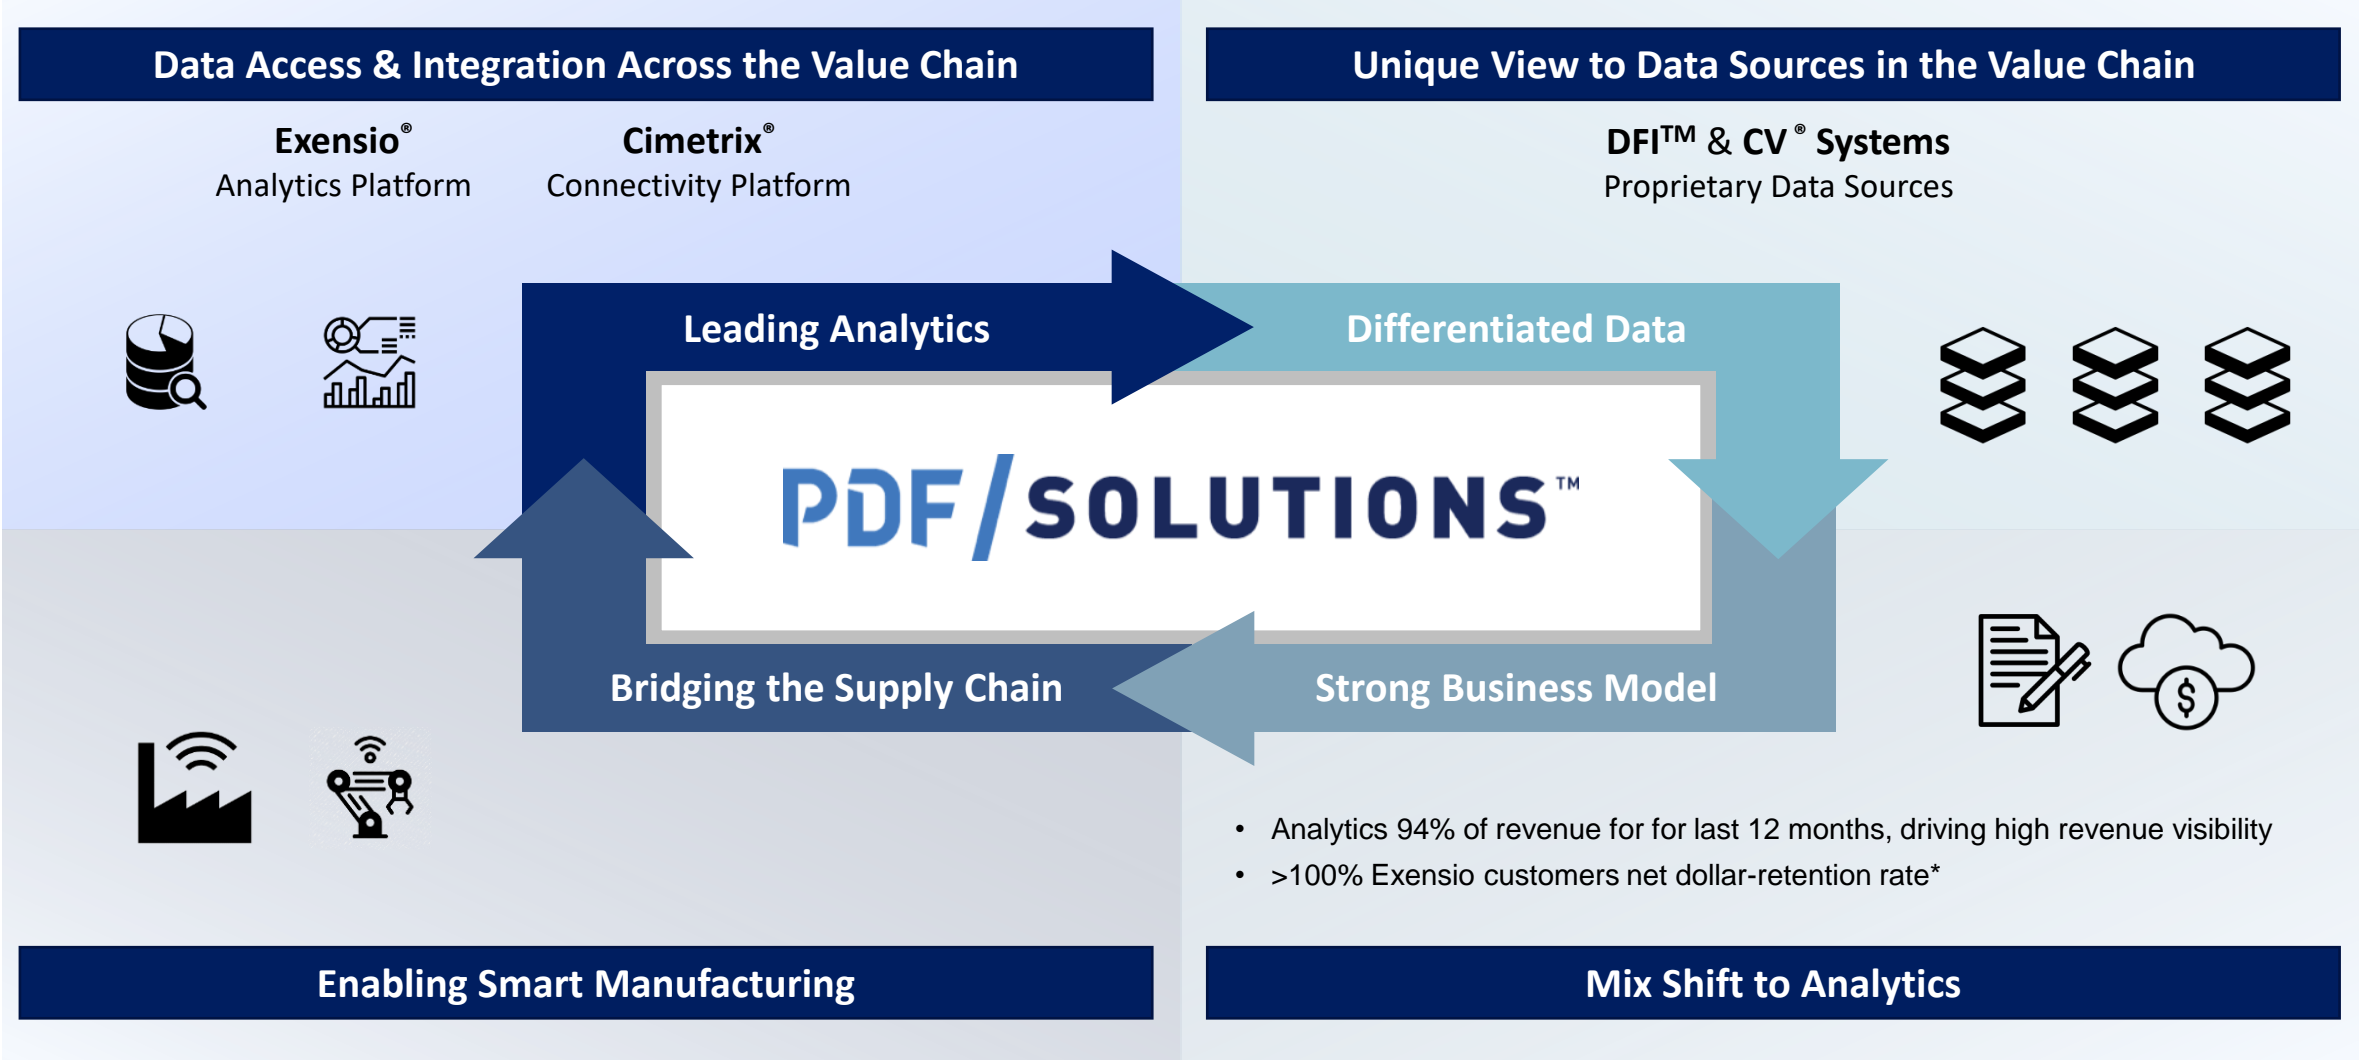 Data Access & Integration Across the Value Chain
Exensio®
Analytics Platform
Cimetrix®
Connectivity Platform
Unique View to Data Sources in the Value Chain
DFI™ & CV® Systems
Proprietary Data Sources
Leading Analytics
Differentiated Data
PDF/SOLUTIONS™
Bridging the Supply Chain
Strong Business Model
$
• Analytics 94% of revenue for for last 12 months, driving high revenue visibility
• >100% Exensio customers net dollar-retention rate*
Enabling Smart Manufacturing
Mix Shift to Analytics